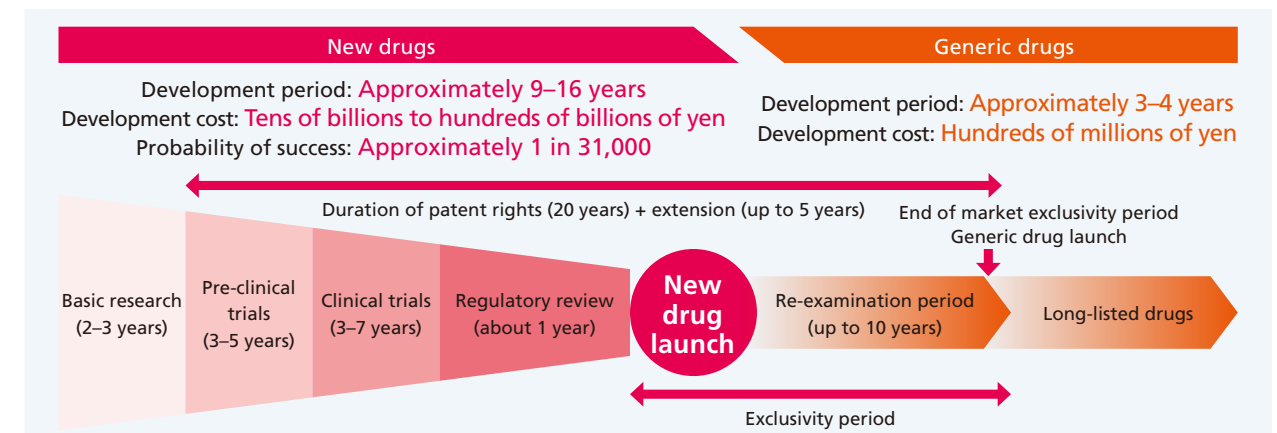 New drugs
Generic drugs
Development period: Approximately 9–16 years
Development cost: Tens of billions to hundreds of billions of yen
Probability of success: Approximately 1 in 31,000
Development period: Approximately 3–4 years
Development cost: Hundreds of millions of yen
Duration of patent rights (20 years) + extension (up to 5 years)
End of market exclusivity period
Generic drug launch
Basic research
(2–3 years)
Pre-clinical
trials
(3–5 years)
Clinical trials
(3–7 years)
Regulatory review
(about 1 year)
New
drug
launch
Re-examination period
(up to 10 years)
Long-listed drugs
Exclusivity period